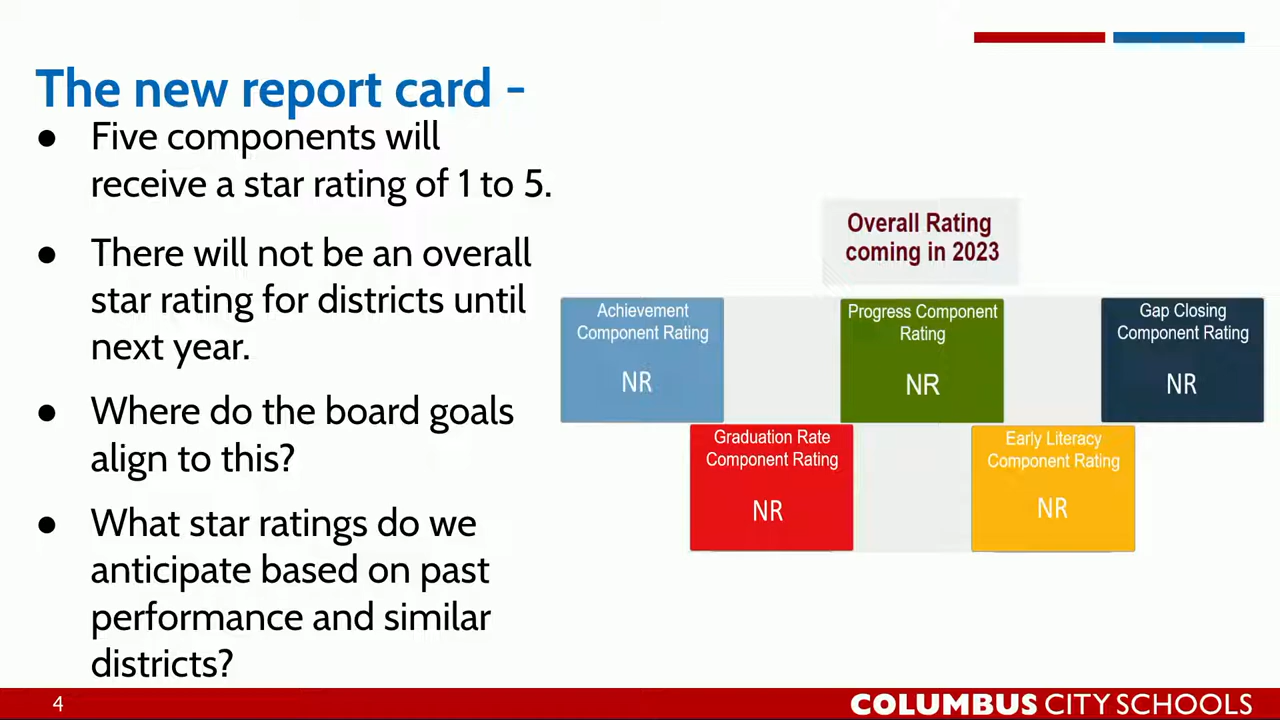 The new report card -
● Five components will
receive a star rating of 1 to 5.
● There will not be an overall
star rating for districts until
next year.
● Where do the board goals
align to this?
● What star ratings do we
anticipate based on past
performance and similar
districts?
Overall Rating
coming in 2023
Achievement
Component Rating
NR
Progress Component
Rating
NR
Gap Closing
Component Rating
NR
Graduation Rate
Component Rating
NR
Early Literacy
Component Rating
NR
4
COLUMBUS CITY SCHOOLS